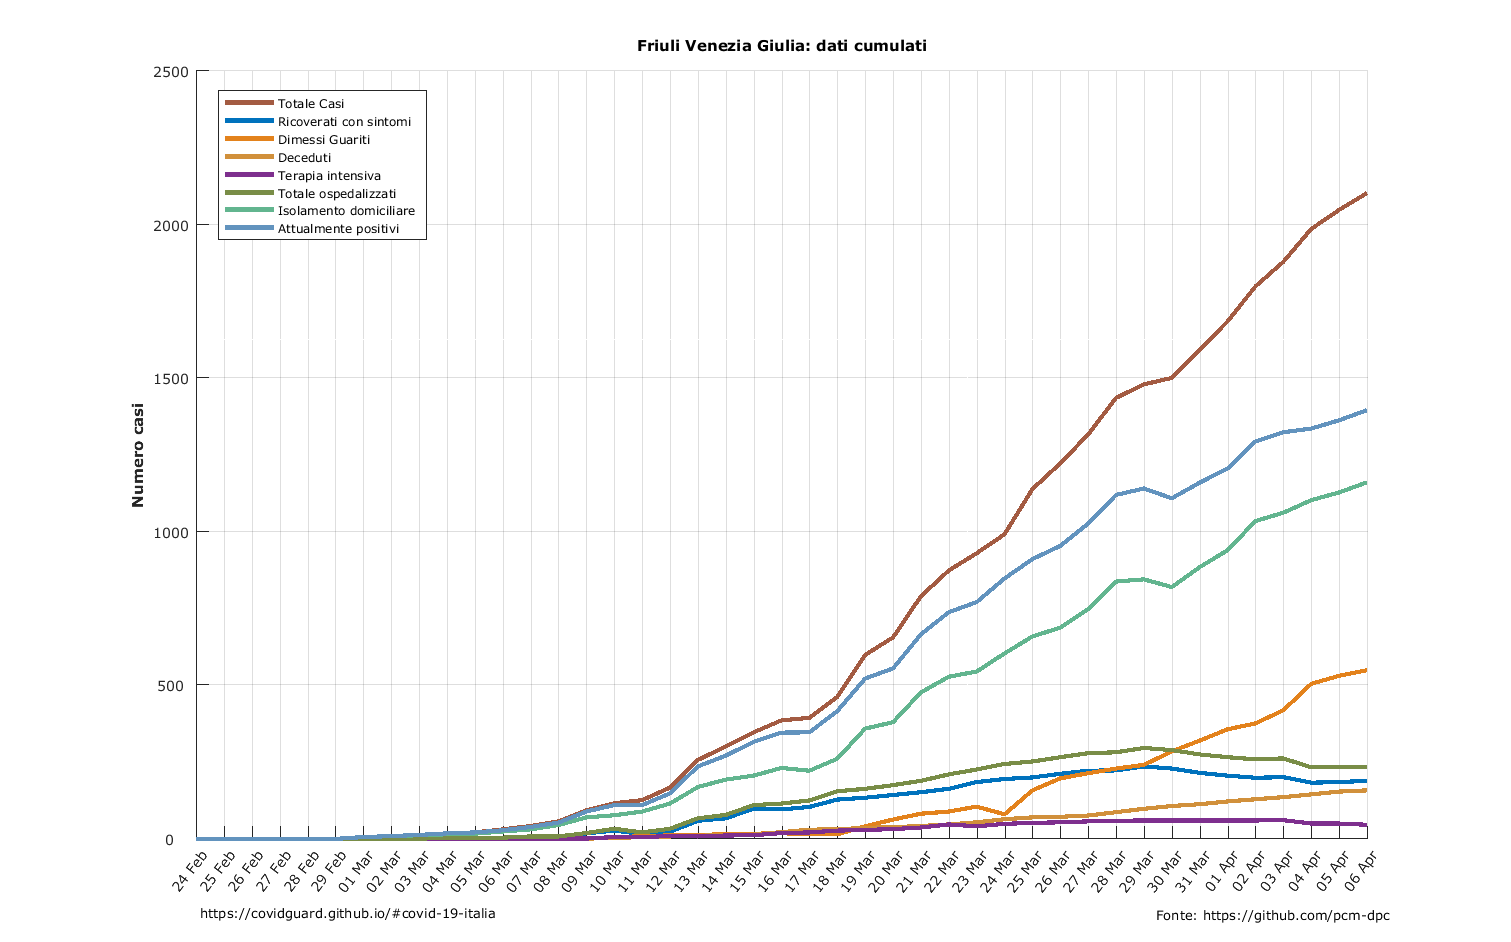 Friuli Venezia Giulia: dati cumulati
2500
2000
1500
1000
500
0
Numero casi
Totale Casi
Ricoverati con sintomi
Dimessi Guariti
Deceduti
Terapia intensiva
Totale ospedalizzati
Isolamento domiciliare
Attualmente positivi
24 Feb
25 Feb
26 Feb
27 Feb
28 Feb
29 Feb
01 Mar
02 Mar
03 Mar
04 Mar
05 Mar
06 Mar
07 Mar
08 Mar
09 Mar
10 Mar
11 Mar
12 Mar
13 Mar
14 Mar
15 Mar
16 Mar
17 Mar
18 Mar
19 Mar
20 Mar
21 Mar
22 Mar
23 Mar
24 Mar
25 Mar
26 Mar
27 Mar
28 Mar
29 Mar
30 Mar
31 Mar
01 Apr
02 Apr
03 Apr
04 Apr
05 Apr
06 Apr
https://covidguard.github.io/#covid-19-italia
Fonte: https://github.com/pcm-dpc